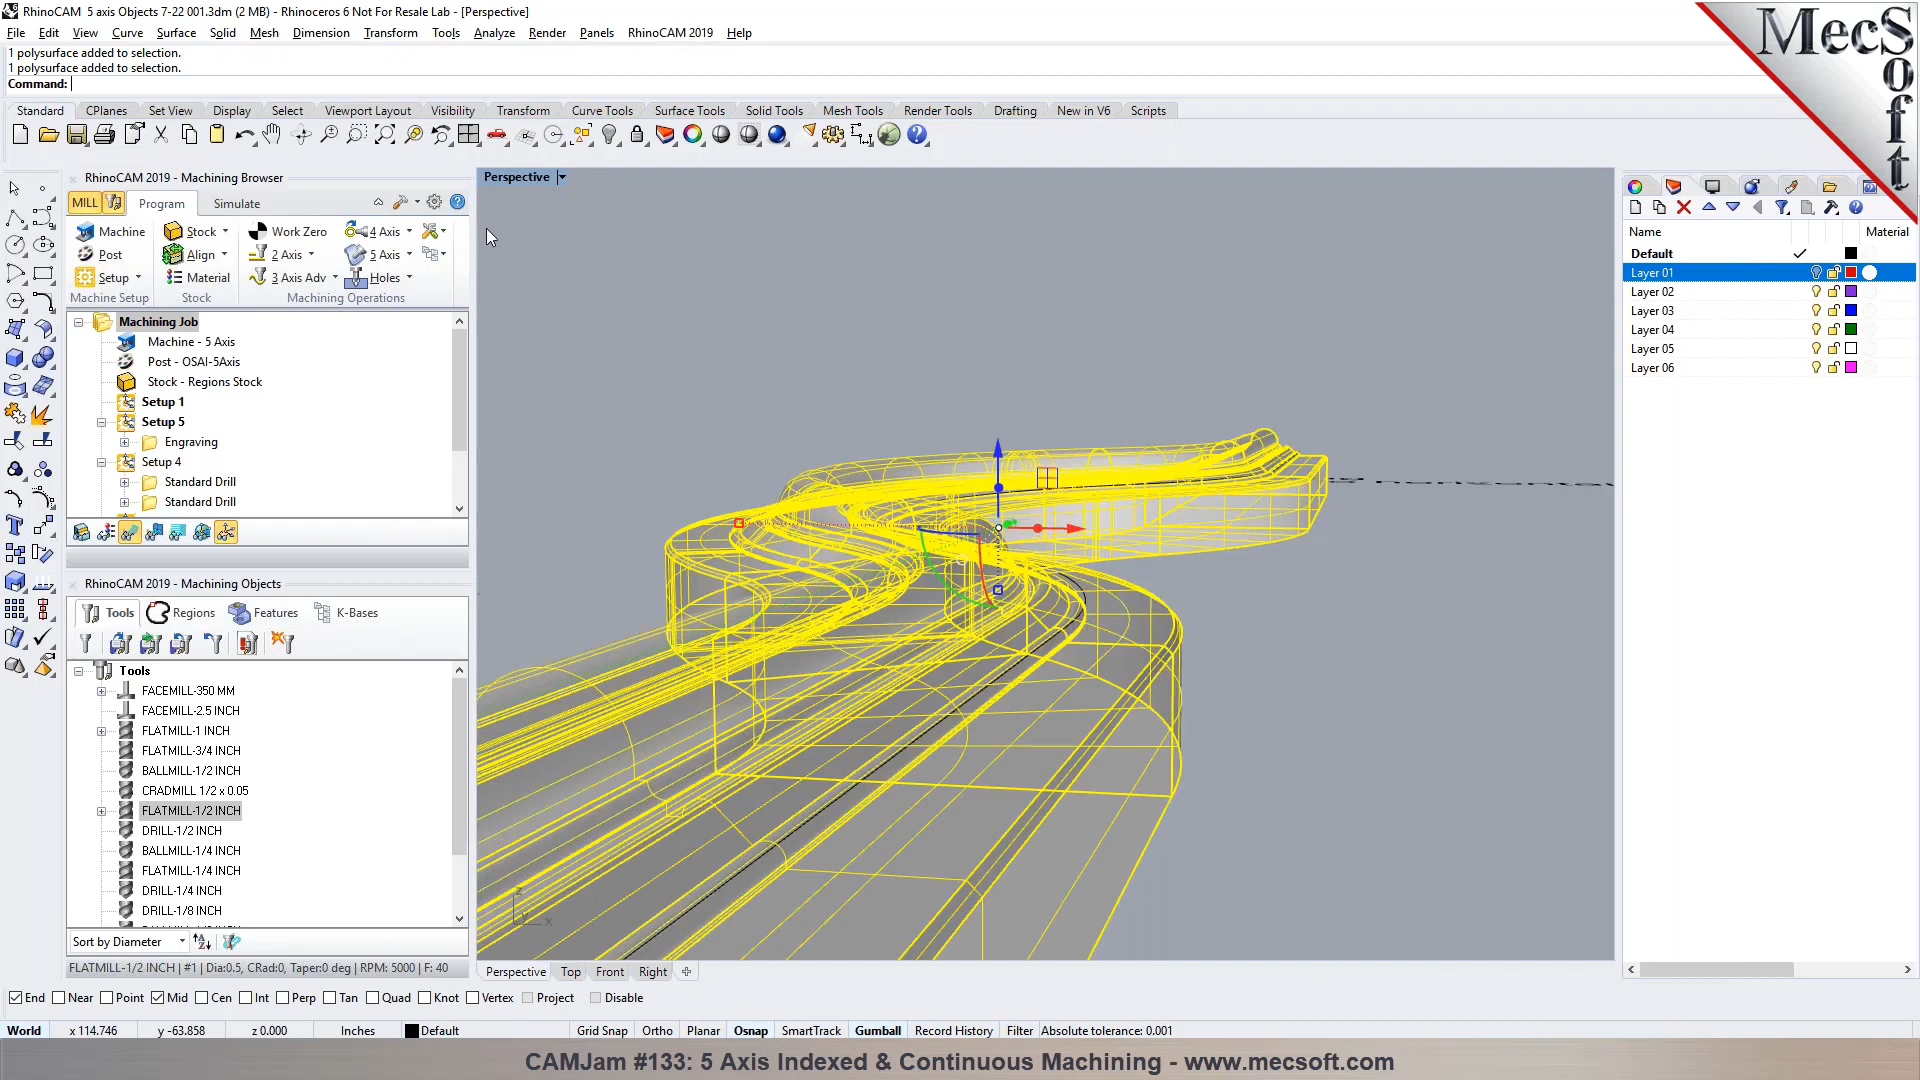 RhinoCAM 5 axis Objects 7-22 001.3dm (2 MB) - Rhinoceros 6 Not For Resale Lab - [Perspective]
File Edit View Curve Surface Solid Mesh Dimension Transform Tools Analyze Render Panels RhinoCAM 2019 Help
1 polysurface added to selection.
1 polysurface added to selection.
Command:
Standard CPlanes Set View Display Select Viewport Layout Visibility Transform Curve Tools Surface Tools Solid Tools Mesh Tools Render Tools Drafting New in V6 Scripts
MecSoft
RhinoCAM 2019 - Machining Browser
MILL Program Simulate
Machine Stock Work Zero 4 Axis
Post Align 2 Axis 5 Axis
Setup Material 3 Axis Adv Holes
Machine Setup Stock Machining Operations
Machining Job
Machine - 5 Axis
Post - OSAI-5Axis
Stock - Regions Stock
Setup 1
Setup 5
Engraving
Setup 4
Standard Drill
Standard Drill
RhinoCAM 2019 - Machining Objects
Tools Regions Features K-Bases
Tools
FACEMILL-350 MM
FACEMILL-2.5 INCH
FLATMILL-1 INCH
FLATMILL-3/4 INCH
BALLMILL-1/2 INCH
CRADMILL 1/2 x 0.05
FLATMILL-1/2 INCH
DRILL-1/2 INCH
BALLMILL-1/4 INCH
FLATMILL-1/4 INCH
DRILL-1/4 INCH
DRILL-1/8 INCH
Sort by Diameter
FLATMILL-1/2 INCH | #1 | Dia:0.5, CRad:0, Taper:0 deg | RPM: 5000 | F: 40
Perspective
z
y
x
Perspective Top Front Right
Name Material
Default
Layer 01
Layer 02
Layer 03
Layer 04
Layer 05
Layer 06
End Near Point Mid Cen Int Perp Tan Quad Knot Vertex Project Disable
World x 114.746 y -63.858 z 0.000 Inches Default Grid Snap Ortho Planar Osnap SmartTrack Gumball Record History Filter Absolute tolerance: 0.001
CAMJam #133: 5 Axis Indexed & Continuous Machining - www.mecsoft.com